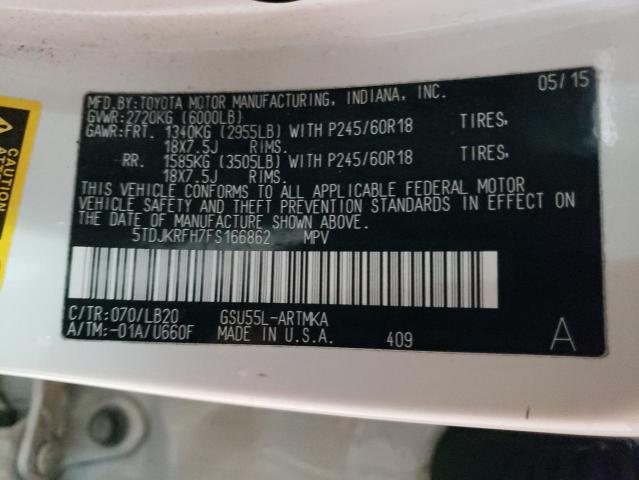 MFD.BY:TOYOTA MOTOR MANUFACTURING, INDIANA, INC. 05/15
GVWR:2720KG (6000LB)
GAWR:FRT. 1340KG (2955LB) WITH P245/60R18 TIRES,
18X7.5J RIMS.
RR. 1585KG (3505LB) WITH P245/60R18 TIRES,
18X7.5J RIMS.
THIS VEHICLE CONFORMS TO ALL APPLICABLE FEDERAL MOTOR
VEHICLE SAFETY AND THEFT PREVENTION STANDARDS IN EFFECT ON
THE DATE OF MANUFACTURE SHOWN ABOVE.
5TDJKRFH7FS166862 MPV
C/TR:070/LB20 GSU55L-ARTMKA
A/TM:-01A/U660F MADE IN U.S.A. 409 A
CAUTION